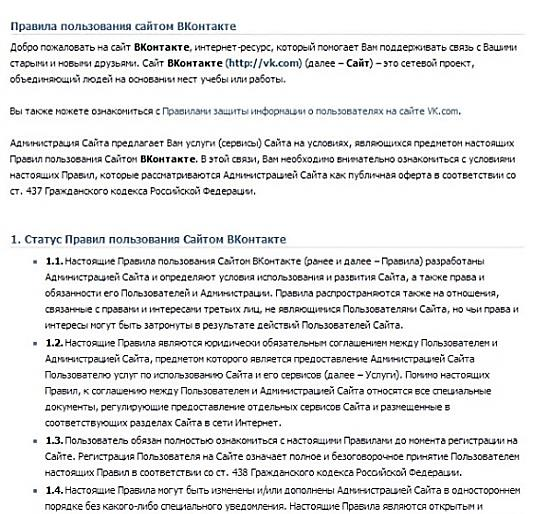 Правила пользования сайтом ВКонтакте
Добро пожаловать на сайт ВКонтакте, интернет-ресурс, который помогает Вам поддерживать связь с Вашими
старыми и новыми друзьями. Сайт ВКонтакте (http://vk.com) (далее – Сайт) – это сетевой проект,
объединяющий людей на основании мест учебы или работы.
Вы также можете ознакомиться с Правилами защиты информации о пользователях на сайте VK.com.
Администрация Сайта предлагает Вам услуги (сервисы) Сайта на условиях, являющихся предметом настоящих
Правил пользования Сайтом ВКонтакте. В этой связи, Вам необходимо внимательно ознакомиться с условиями
настоящих Правил, которые рассматриваются Администрацией Сайта как публичная оферта в соответствии со
ст. 437 Гражданского кодекса Российской Федерации.
1. Статус Правил пользования Сайтом ВКонтакте
1.1. Настоящие Правила пользования Сайтом ВКонтакте (ранее и далее – Правила) разработаны
Администрацией Сайта и определяют условия использования и развития Сайта, а также права и
обязанности его Пользователей и Администрации. Правила распространяются также на отношения,
связанные с правами и интересами третьих лиц, не являющимися Пользователями Сайта, но чьи права и
интересы могут быть затронуты в результате действий Пользователей Сайта.
1.2. Настоящие Правила являются юридически обязательным соглашением между Пользователем и
Администрацией Сайта, предметом которого является предоставление Администрацией Сайта
Пользователю услуг по использованию Сайта и его сервисов (далее – Услуги). Помимо настоящих
Правил, к соглашению между Пользователем и Администрацией Сайта относятся все специальные
документы, регулирующие предоставление отдельных сервисов Сайта и размещенные в
соответствующих разделах Сайта в сети Интернет.
1.3. Пользователь обязан полностью ознакомиться с настоящими Правилами до момента регистрации на
Сайте. Регистрация Пользователя на Сайте означает полное и безоговорочное принятие Пользователем
настоящих Правил в соответствии со ст. 438 Гражданского кодекса Российской Федерации.
1.4. Настоящие Правила могут быть изменены и/или дополнены Администрацией Сайта в одностороннем
порядке без какого-либо специального уведомления. Настоящие Правила являются открытым и